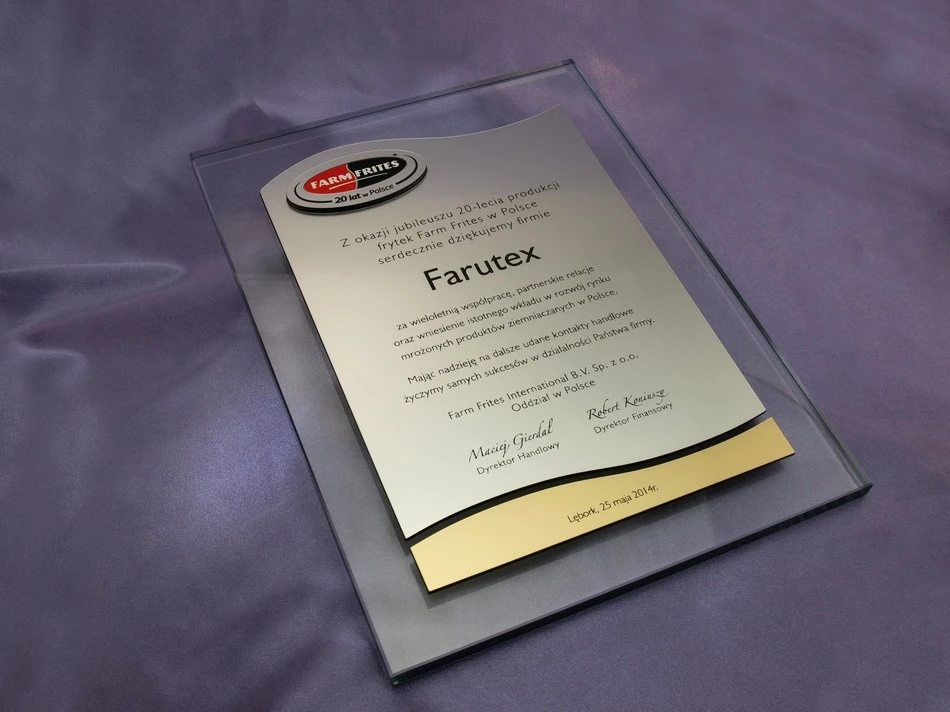 FARM FRITES
20 lat w Polsce
Z okazji jubileuszu 20-lecia produkcji
frytek Farm Frites w Polsce
serdecznie dziękujemy firmie
Farutex
za wieloletnią współpracę, partnerskie relacje
oraz wniesienie istotnego wkładu w rozwój rynku
mrożonych produktów ziemniaczanych w Polsce.
Mając nadzieję na dalsze udane kontakty handlowe
życzymy samych sukcesów w działalności Państwa firmy.
Farm Frites International B.V. Sp. z o.o.
Oddział w Polsce
Maciej Gierdal Robert Koniuszy
Dyrektor Handlowy Dyrektor Finansowy
Lębork, 25 maja 2014r.